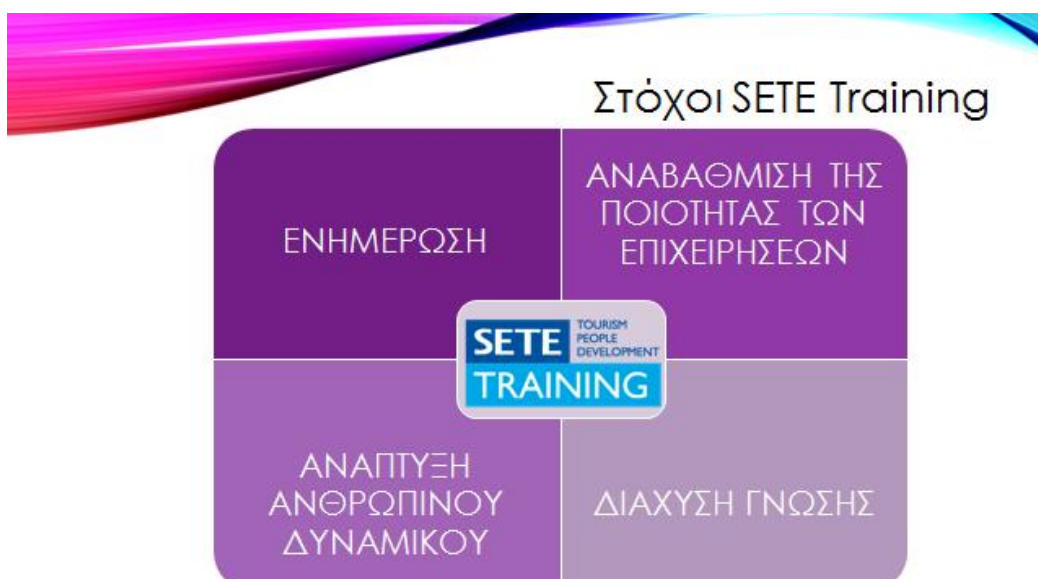 Στόχοι SETE Training
ΕΝΗΜΕΡΩΣΗ
ΑΝΑΒΑΘΜΙΣΗ ΤΗΣ
ΠΟΙΟΤΗΤΑΣ ΤΩΝ
ΕΠΙΧΕΙΡΗΣΕΩΝ
SETE
TOURISM
PEOPLE
DEVELOPMENT
TRAINING
ΑΝΑΠΤΥΞΗ
ΑΝΘΡΩΠΙΝΟΥ
ΔΥΝΑΜΙΚΟΥ
ΔΙΑΧΥΣΗ ΓΝΩΣΗΣ